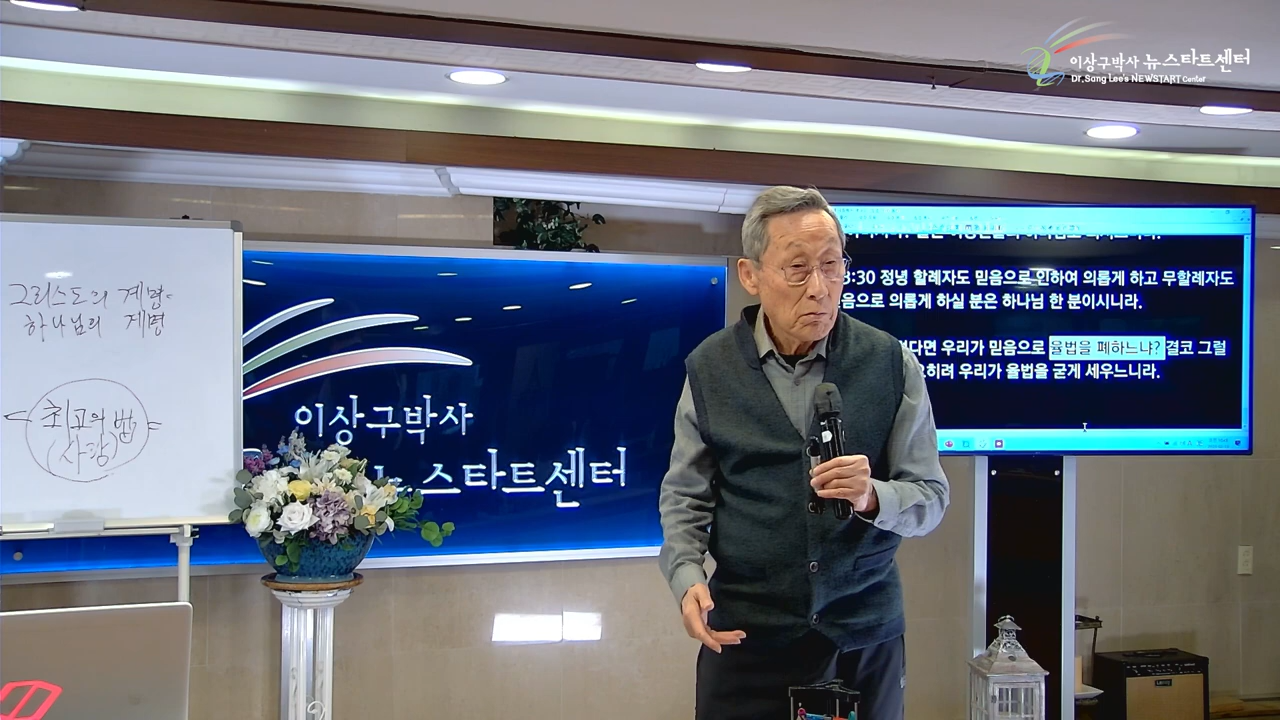 이상구박사 뉴스타트센터
Dr. Sang Lee's NEWSTART Center
그리스도의 계명
하나님의 계명
최고의 법
(사랑)
이상구박사
뉴스타트센터
3:30 정녕 할례자도 믿음으로 인하여 의롭게 하고 무할례자도
음으로 의롭게 하실 분은 하나님 한 분이시니라.
다면 우리가 믿음으로 율법을 폐하느냐? 결코 그럴
히려 우리가 율법을 굳게 세우느니라.